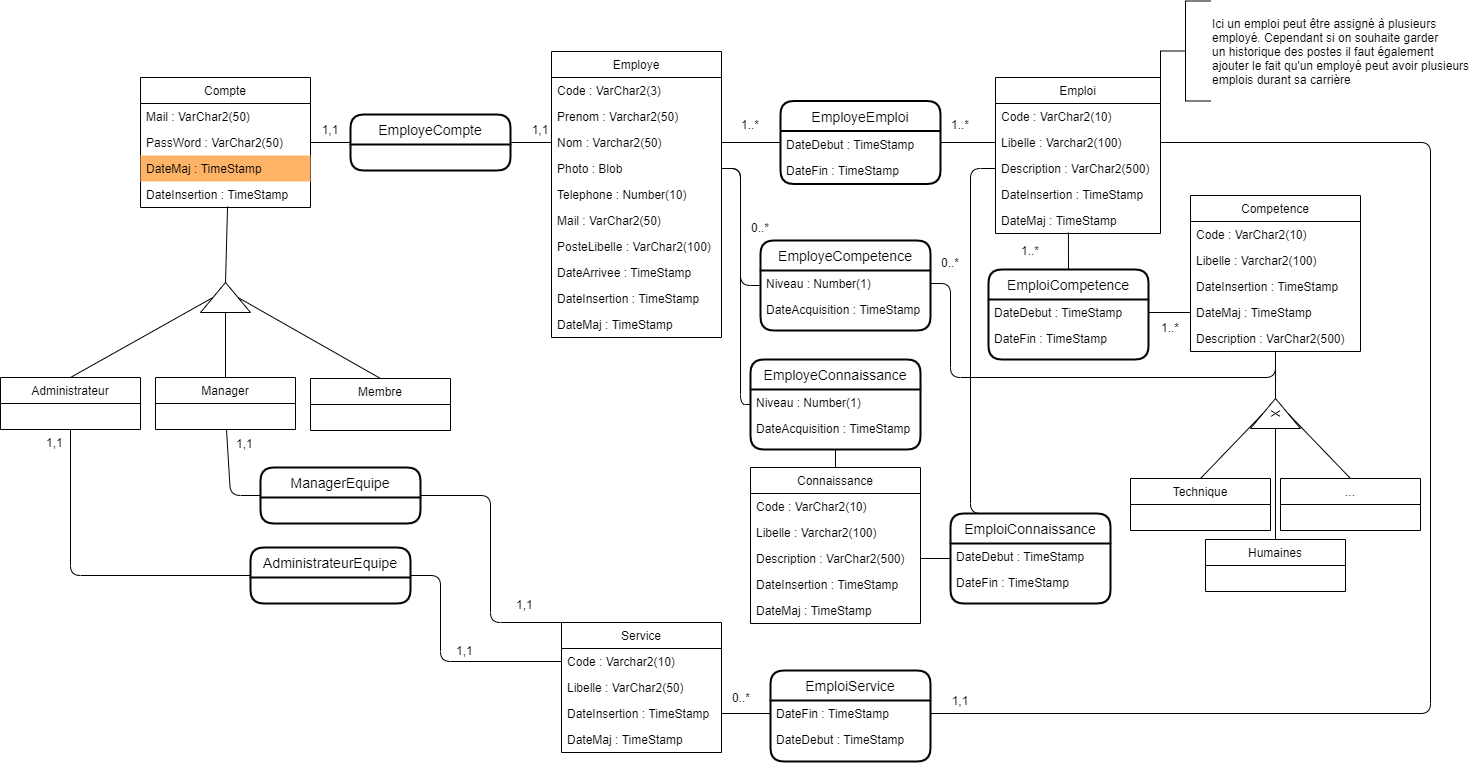 Ici un emploi peut être assigné à plusieurs
employé. Cependant si on souhaite garder
un historique des postes il faut également
ajouter le fait qu'un employé peut avoir plusieurs
emplois durant sa carrière
Compte
Mail : VarChar2(50)
PassWord : VarChar2(50)
DateMaj : TimeStamp
DateInsertion : TimeStamp
1,1
EmployeCompte
1,1
Employe
Code : VarChar2(3)
Prenom : VarChar2(50)
Nom : Varchar2(50)
Photo : Blob
Telephone : Number(10)
Mail : VarChar2(50)
PosteLibelle : VarChar2(100)
DateArrivee : TimeStamp
DateInsertion : TimeStamp
DateMaj : TimeStamp
1..*
EmployeEmploi
DateDebut : TimeStamp
DateFin : TimeStamp
1..*
Emploi
Code : VarChar2(10)
Libelle : Varchar2(100)
Description : VarChar2(500)
DateInsertion : TimeStamp
DateMaj : TimeStamp
0..*
EmployeCompetence
Niveau : Number(1)
DateAcquisition : TimeStamp
0..*
1..*
EmploiCompetence
DateDebut : TimeStamp
DateFin : TimeStamp
1..*
Competence
Code : VarChar2(10)
Libelle : Varchar2(100)
DateInsertion : TimeStamp
DateMaj : TimeStamp
Description : VarChar2(500)
X
Technique
...
Humaines
Administrateur
Manager
Membre
1,1
1,1
ManagerEquipe
AdministrateurEquipe
1,1
1,1
EmployeConnaissance
Niveau : Number(1)
DateAcquisition : TimeStamp
Connaissance
Code : VarChar2(10)
Libelle : Varchar2(100)
Description : VarChar2(500)
DateInsertion : TimeStamp
DateMaj : TimeStamp
EmploiConnaissance
DateDebut : TimeStamp
DateFin : TimeStamp
Service
Code : Varchar2(10)
Libelle : VarChar2(50)
DateInsertion : TimeStamp
DateMaj : TimeStamp
0..*
EmploiService
DateFin : TimeStamp
DateDebut : TimeStamp
1,1